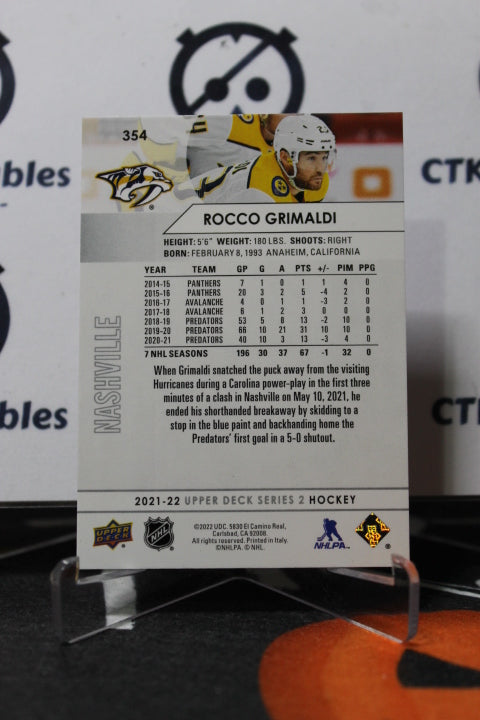 354
ROCCO GRIMALDI
HEIGHT: 5'6" WEIGHT: 180 LBS. SHOOTS: RIGHT
BORN: FEBRUARY 8, 1993 ANAHEIM, CALIFORNIA
YEAR TEAM GP G A PTS +/- PIM PPG
2014-15 PANTHERS 7 1 0 1 1 4 0
2015-16 PANTHERS 20 3 2 5 -4 2 0
2016-17 AVALANCHE 4 0 1 1 -3 2 0
2017-18 AVALANCHE 6 1 2 3 0 0 0
2018-19 PREDATORS 53 5 8 13 -2 10 0
2019-20 PREDATORS 66 10 21 31 10 10 0
2020-21 PREDATORS 40 10 3 13 -3 4 0
7 NHL SEASONS 196 30 37 67 -1 32 0
NASHVILLE
When Grimaldi snatched the puck away from the visiting
Hurricanes during a Carolina power-play in the first three
minutes of a clash in Nashville on May 10, 2021, he
ended his shorthanded breakaway by skidding to a
stop in the blue paint and backhanding home the
Predators' first goal in a 5-0 shutout.
2021-22 UPPER DECK SERIES 2 HOCKEY
UPPER DECK
NHL
©2022 UDC. 5830 El Camino Real,
Carlsbad, CA 92008.
All rights reserved. Printed in Italy.
©NHLPA. © NHL.
NHLPA
CTK
ibles